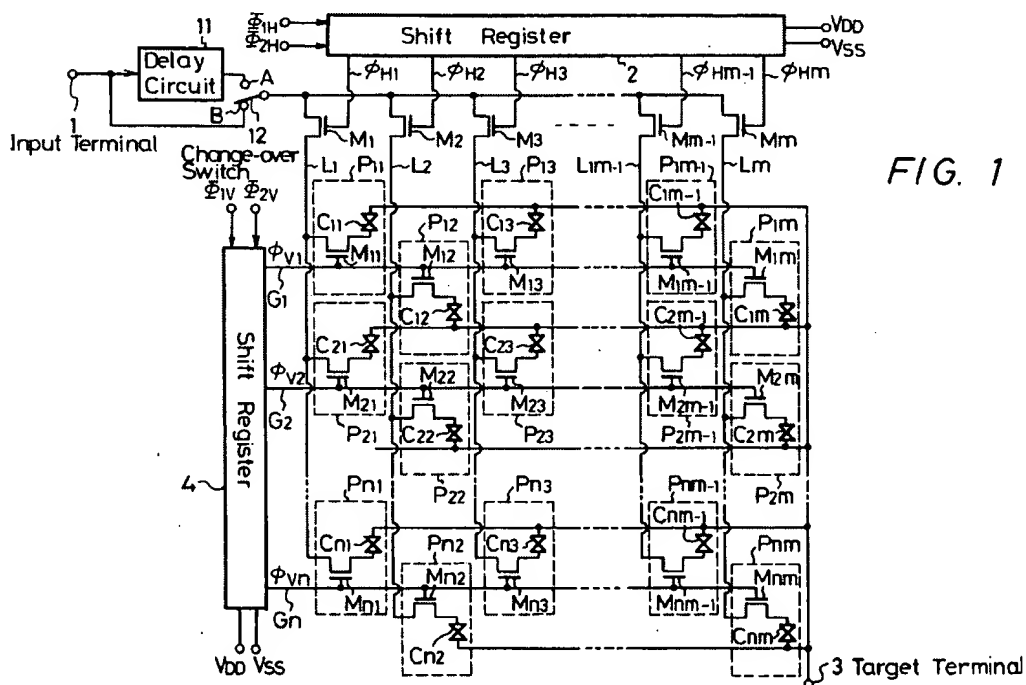 Φ1H
Φ2H
Shift Register
VDD
VSS
2
11
Delay Circuit
A
B
12
1
Input Terminal
Change-over Switch
ΦH1
ΦH2
ΦH3
ΦHm-1
ΦHm
M1
M2
M3
Mm-1
Mm
FIG. 1
L1
L2
L3
L1m-1
Lm
P11
P13
P1m-1
Φ1V
Φ2V
C11
P12
C13
C1m-1
P1m
ΦV1
G1
M11
M12
M13
M1m-1
M1m
C12
C1m
C21
C23
C2m-1
Shift Register
4
ΦV2
G2
M21
M22
M23
M2m-1
M2m
P21
C22
P23
P2m-1
C2m
P22
P2m
Pn1
Pn3
Pnm-1
Cn1
Pn2
Cn3
Cnm-1
Pnm
ΦVn
Gn
Mn1
Mn2
Mn3
Mnm-1
Mnm
Cn2
Cnm
VDD
VSS
3 Target Terminal